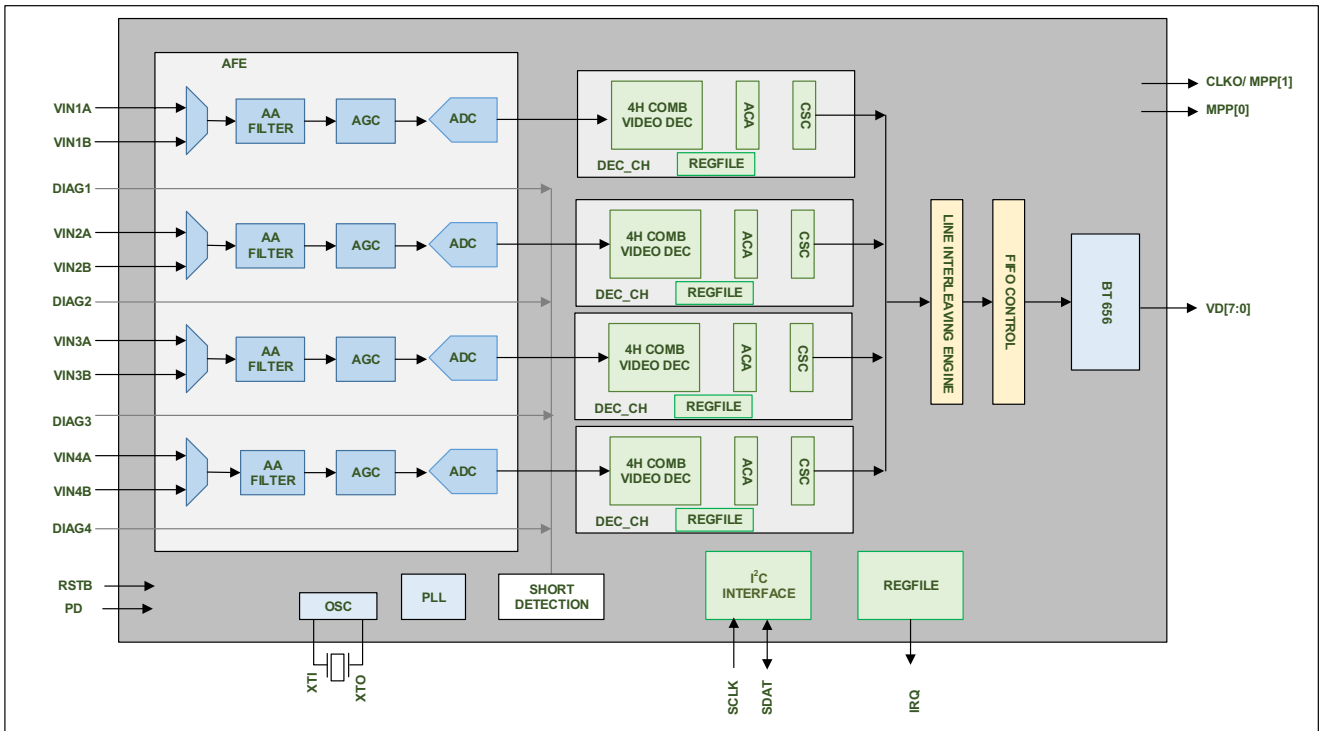 AFE
VIN1A
VIN1B
AA
FILTER
AGC
ADC
4H COMB
VIDEO DEC
ACA
CSC
DEC_CH
REGFILE
CLKO/ MPP[1]
MPP[0]
DIAG1
VIN2A
VIN2B
AA
FILTER
AGC
ADC
4H COMB
VIDEO DEC
ACA
CSC
DEC_CH
REGFILE
DIAG2
VIN3A
VIN3B
AA
FILTER
AGC
ADC
4H COMB
VIDEO DEC
ACA
CSC
DEC_CH
REGFILE
DIAG3
VIN4A
VIN4B
AA
FILTER
AGC
ADC
4H COMB
VIDEO DEC
ACA
CSC
DEC_CH
REGFILE
DIAG4
LINE INTERLEAVING ENGINE
FIFO CONTROL
BT 656
VD[7:0]
RSTB
PD
OSC
PLL
SHORT
DETECTION
I²C
INTERFACE
REGFILE
XTI
XTO
SCLK
SDAT
IRQ